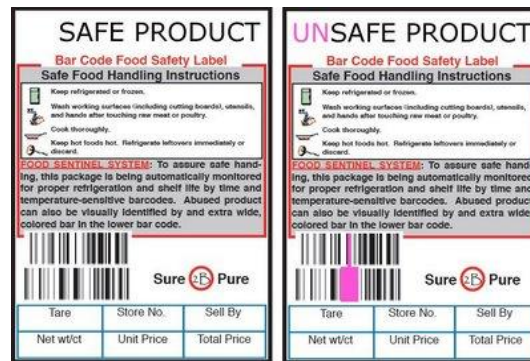 SAFE PRODUCT
Bar Code Food Safety Label
Safe Food Handling Instructions
Keep refrigerated or frozen.
Wash working surfaces (including cutting boards), utensils,
and hands after touching raw meat or poultry.
Cook thoroughly.
Keep hot foods hot. Refrigerate leftovers immediately or
discard.
FOOD SENTINEL SYSTEM: To assure safe hand-
ling, this package is being automatically monitored
for proper refrigeration and shelf life by time and
temperature-sensitive barcodes. Abused product
can also be visually identified by and extra wide,
colored bar in the lower bar code.
Sure 2B Pure
Tare Store No. Sell By
Net wt/ct Unit Price Total Price
UNSAFE PRODUCT
Bar Code Food Safety Label
Safe Food Handling Instructions
Keep refrigerated or frozen.
Wash working surfaces (including cutting boards), utensils,
and hands after touching raw meat or poultry.
Cook thoroughly.
Keep hot foods hot. Refrigerate leftovers immediately or
discard.
FOOD SENTINEL SYSTEM: To assure safe hand-
ling, this package is being automatically monitored
for proper refrigeration and shelf life by time and
temperature-sensitive barcodes. Abused product
can also be visually identified by and extra wide,
colored bar in the lower bar code.
Sure 2B Pure
Tare Store No. Sell By
Net wt/ct Unit Price Total Price